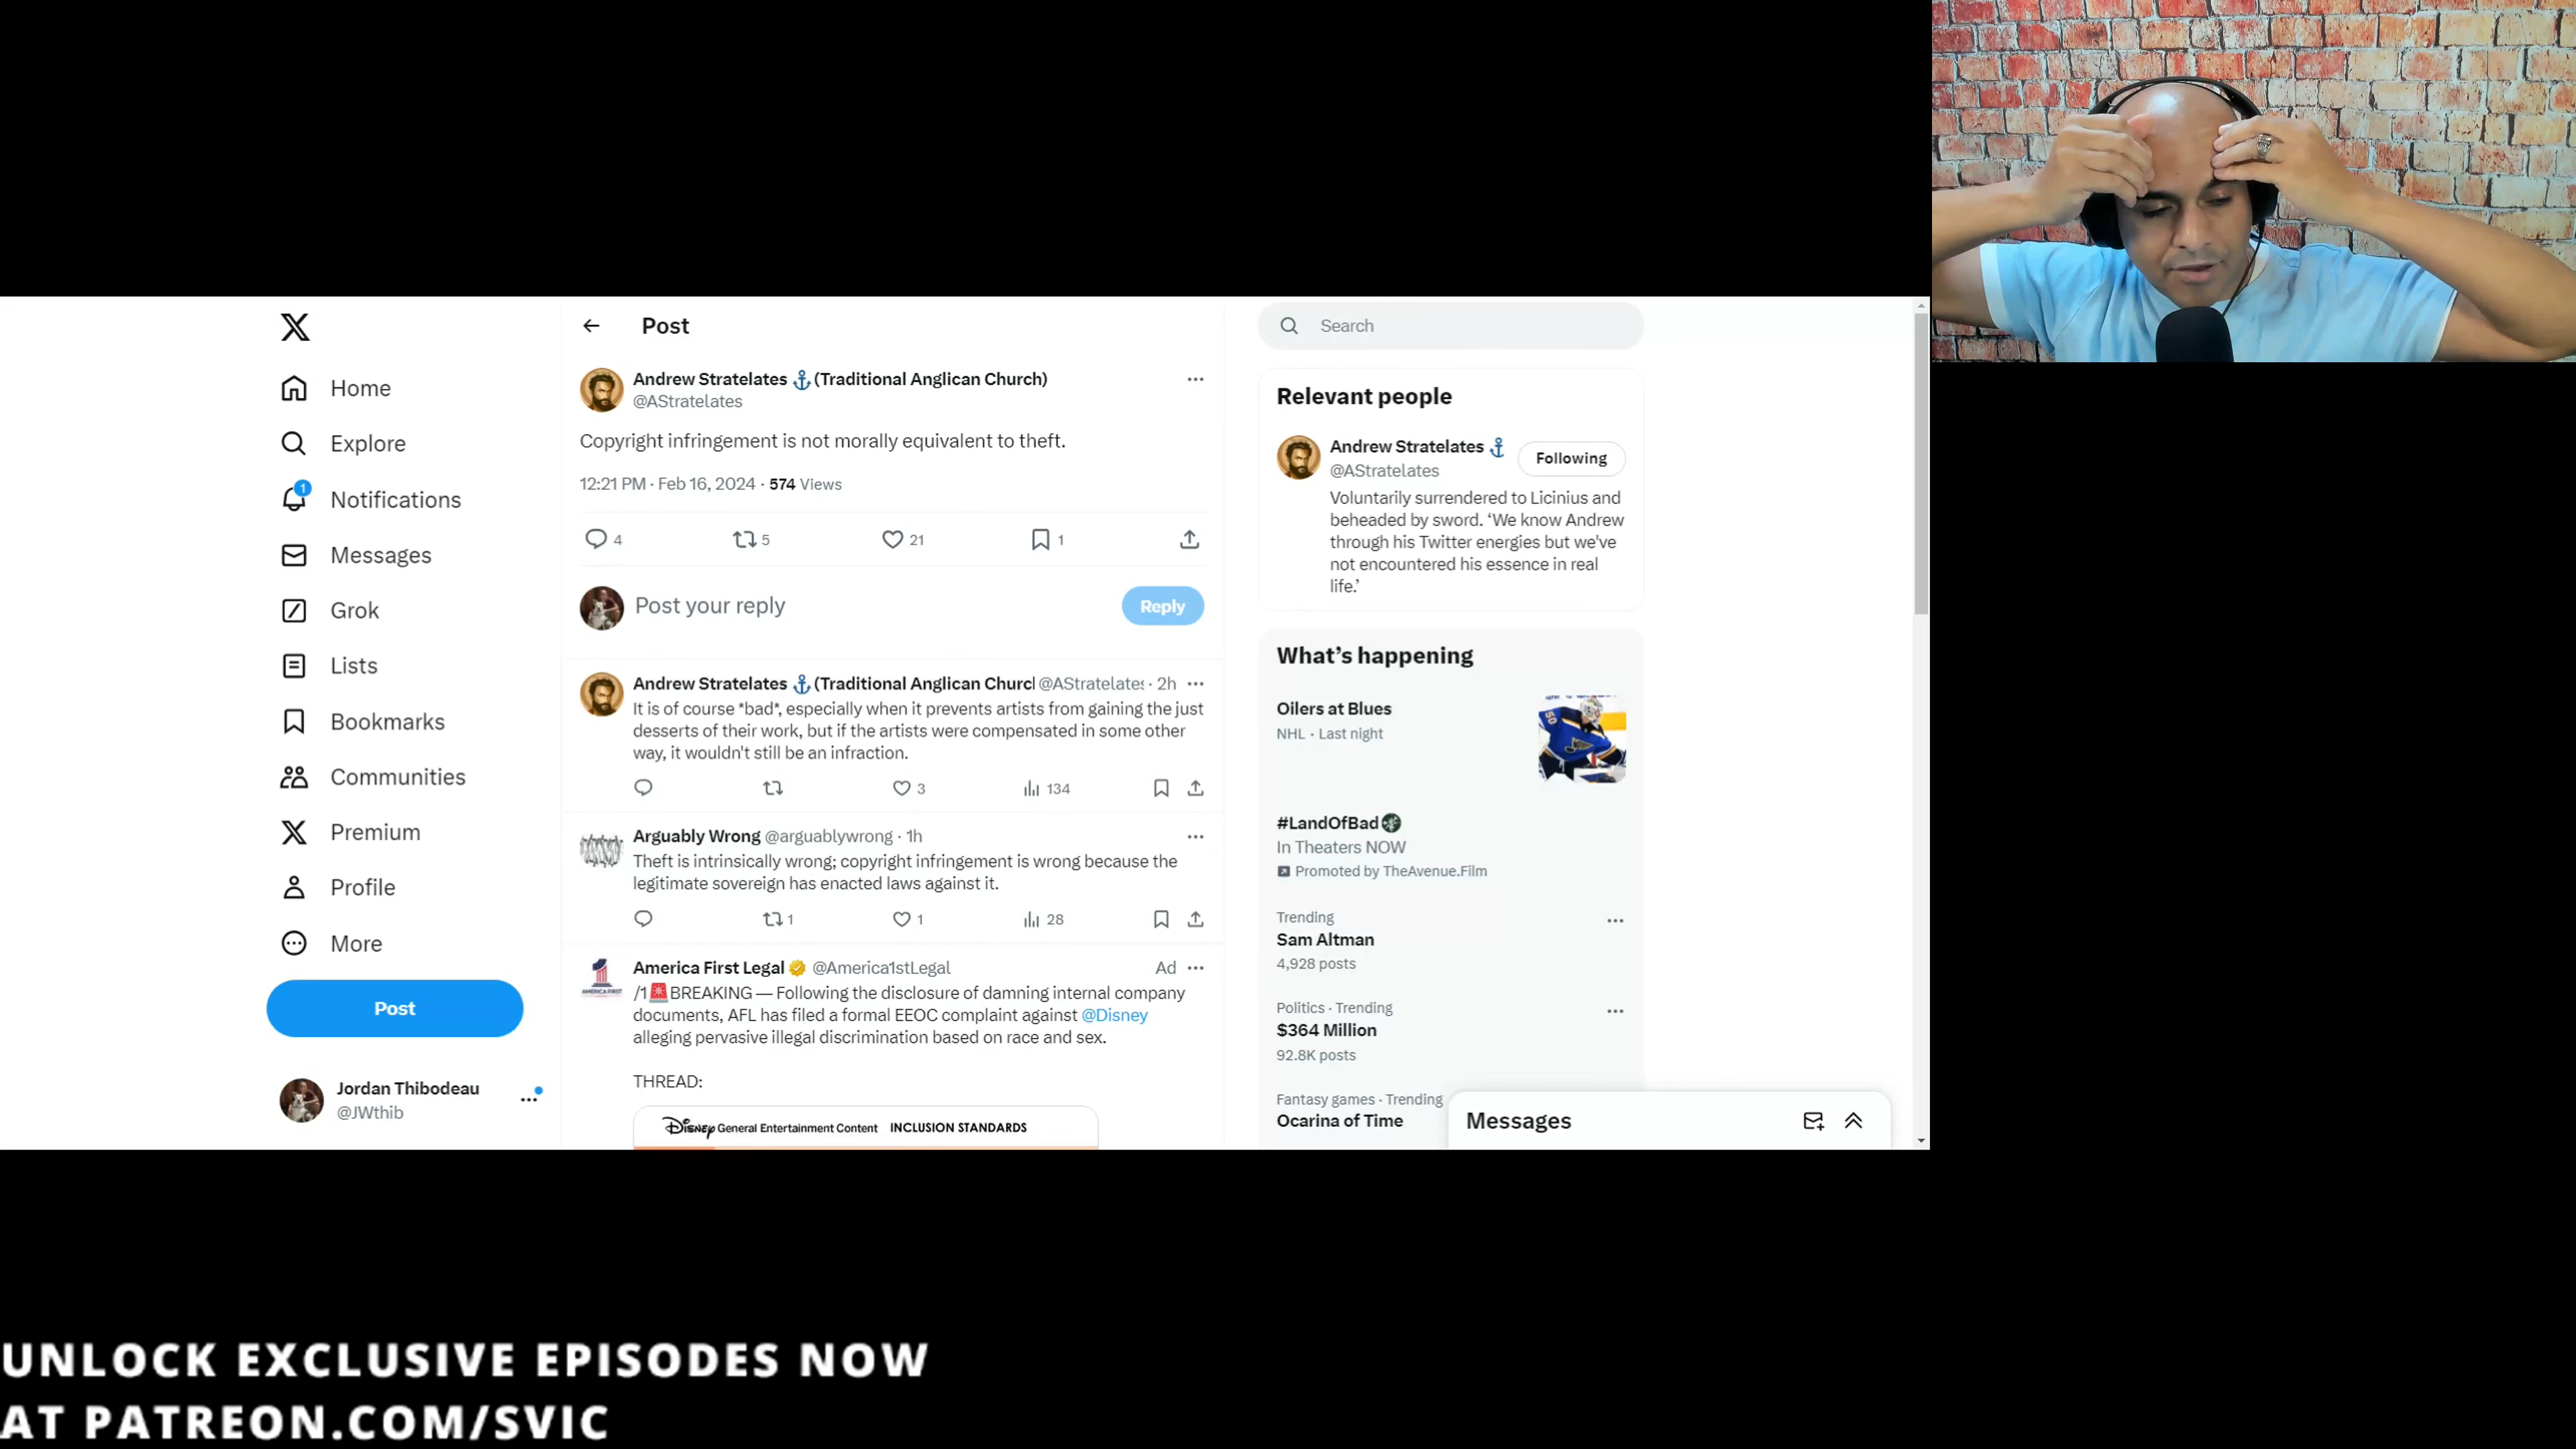 Post
Search
Home
Explore
1
Notifications
Messages
Grok
Lists
Bookmarks
Communities
Premium
Profile
More
Post
Jordan Thibodeau
@JWthib
Andrew Stratelates ⚓(Traditional Anglican Church)
@AStratelates
Copyright infringement is not morally equivalent to theft.
12:21 PM · Feb 16, 2024 · 574 Views
4 5 21 1
Post your reply
Reply
Andrew Stratelates ⚓(Traditional Anglican Churc @AStratelates · 2h
It is of course *bad*, especially when it prevents artists from gaining the just
desserts of their work, but if the artists were compensated in some other
way, it wouldn't still be an infraction.
3 134
Arguably Wrong @arguablywrong · 1h
Theft is intrinsically wrong; copyright infringement is wrong because the
legitimate sovereign has enacted laws against it.
1 1 28
America First Legal @America1stLegal Ad
/1🚨BREAKING — Following the disclosure of damning internal company
documents, AFL has filed a formal EEOC complaint against @Disney
alleging pervasive illegal discrimination based on race and sex.
THREAD:
Disney General Entertainment Content INCLUSION STANDARDS
Relevant people
Andrew Stratelates ⚓
@AStratelates
Following
Voluntarily surrendered to Licinius and
beheaded by sword. ‘We know Andrew
through his Twitter energies but we've
not encountered his essence in real
life.’
What’s happening
Oilers at Blues
NHL · Last night
#LandOfBad
In Theaters NOW
Promoted by TheAvenue.Film
Trending
Sam Altman
4,928 posts
Politics · Trending
$364 Million
92.8K posts
Fantasy games · Trending
Ocarina of Time
Messages
UNLOCK EXCLUSIVE EPISODES NOW
AT PATREON.COM/SVIC